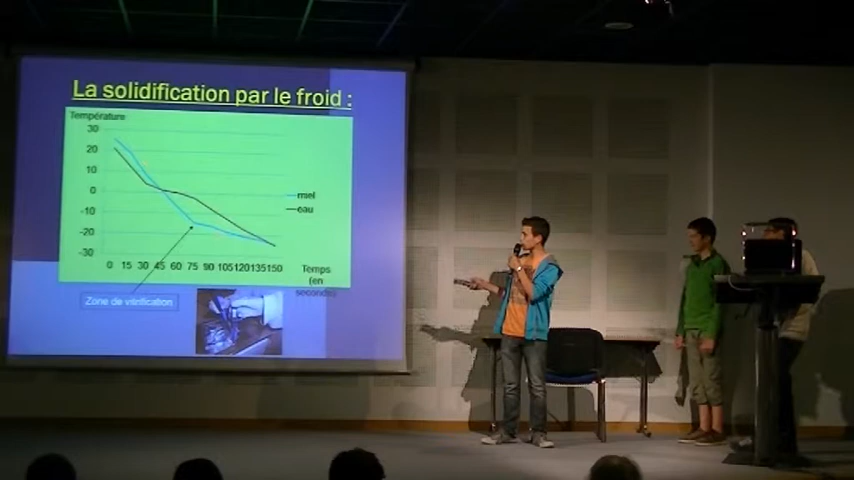 La solidification par le froid :
Température
30
20
10
0
-10
-20
-30
miel
eau
0 15 30 45 60 75 90 105120135150
Temps
(en
secondes
Zone de vérification